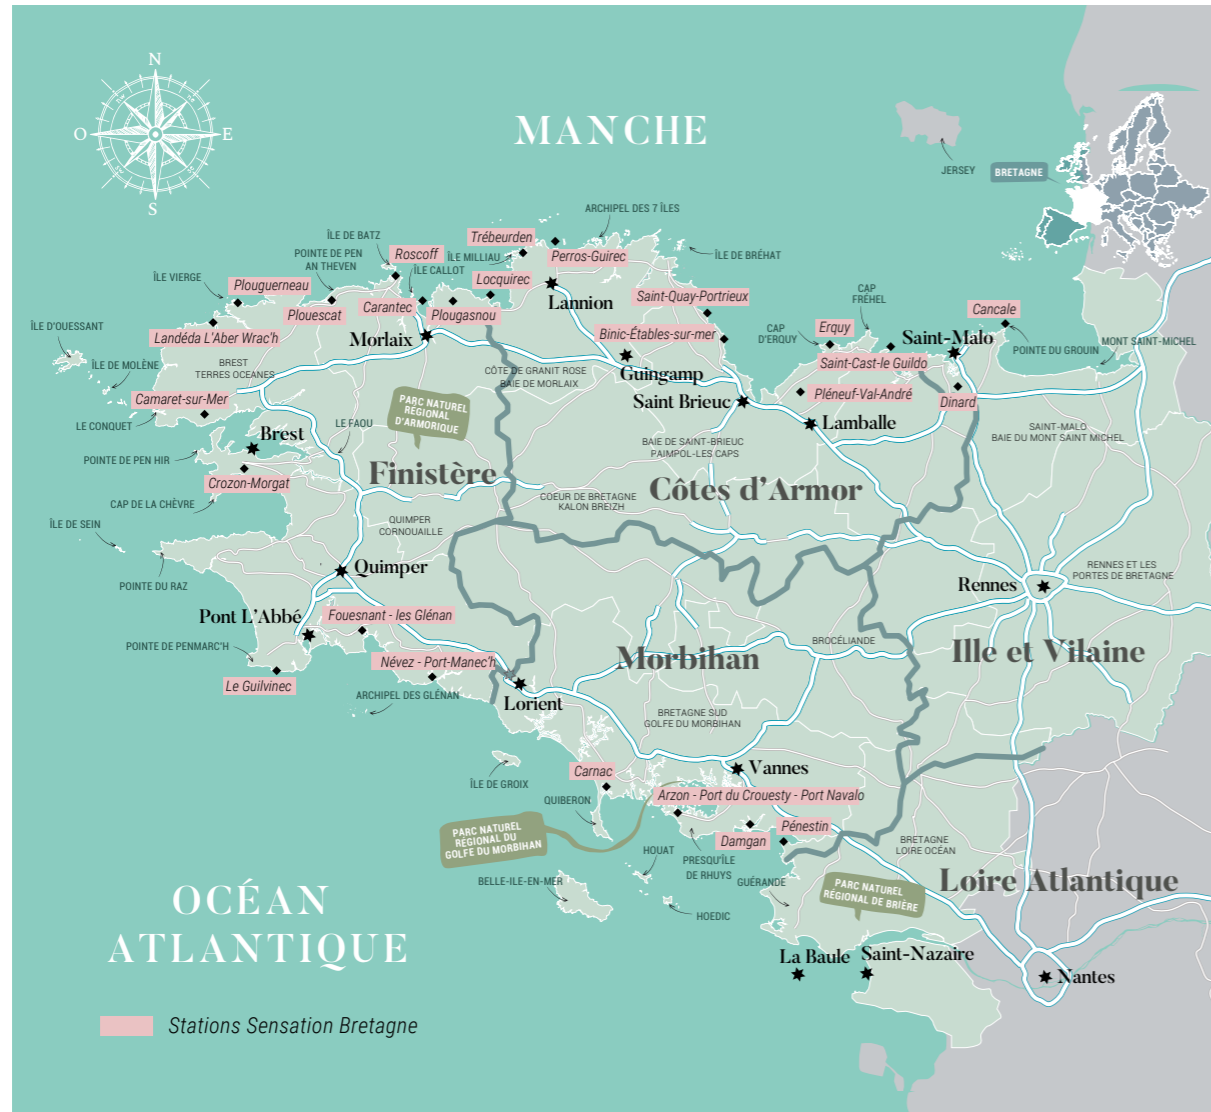 N
O
E
S
MANCHE
JERSEY
BRETAGNE
ARCHIPEL DES 7 ÎLES
ÎLE DE BATZ
Trébeurden
POINTE DE PEN
AN THEVEN
Roscoff
ÎLE MILLIAU
Perros-Guirec
ÎLE DE BRÉHAT
ÎLE CALLOT
ÎLE VIERGE
Plouguerneau
Locquirec
Lannion
Saint-Quay-Portrieux
CAP
FRÉHEL
Plouescat
Carantec
Plougasnou
Cancale
ÎLE D'OUESSANT
Landéda L'Aber Wrac'h
Morlaix
Binic-Étables-sur-mer
CAP
D'ERQUY
Erquy
Saint-Malo
MONT SAINT-MICHEL
POINTE DU GROUIN
ÎLE DE MOLÈNE
BREST
TERRES OCEANES
CÔTE DE GRANIT ROSE
BAIE DE MORLAIX
Guingamp
Saint-Cast-le Guildo
Camaret-sur-Mer
PARC NATUREL
RÉGIONAL
D'ARMORIQUE
Saint Brieuc
Pléneuf-Val-André
Dinard
LE CONQUET
LE FAOU
Lamballe
SAINT-MALO
BAIE DU MONT SAINT MICHEL
Brest
BAIE DE SAINT-BRIEUC
PAIMPOL-LES CAPS
POINTE DE PEN HIR
Finistère
Crozon-Morgat
Côtes d'Armor
CAP DE LA CHÈVRE
COEUR DE BRETAGNE
KALON BREIZH
ÎLE DE SEIN
QUIMPER
CORNOUAILLE
POINTE DU RAZ
Quimper
RENNES ET LES
PORTES DE BRETAGNE
Rennes
Pont L'Abbé
Fouesnant - les Glénan
POINTE DE PENMARC'H
BROCÉLIANDE
Ille et Vilaine
Morbihan
Névez - Port-Manec'h
Le Guilvinec
ARCHIPEL DES GLÉNAN
Lorient
BRETAGNE SUD
GOLFE DU MORBIHAN
Vannes
Carnac
ÎLE DE GROIX
QUIBERON
Arzon - Port du Crouesty - Port Navalo
PARC NATUREL
RÉGIONAL DU
GOLFE DU MORBIHAN
Pénestin
Damgan
BRETAGNE
LOIRE OCÉAN
HOUAT
PRESQU'ÎLE
DE RHUYS
BELLE-ILE-EN-MER
GUÉRANDE
PARC NATUREL
RÉGIONAL DE BRIÈRE
Loire Atlantique
HOEDIC
OCÉAN
ATLANTIQUE
La Baule
Saint-Nazaire
Nantes
Stations Sensation Bretagne